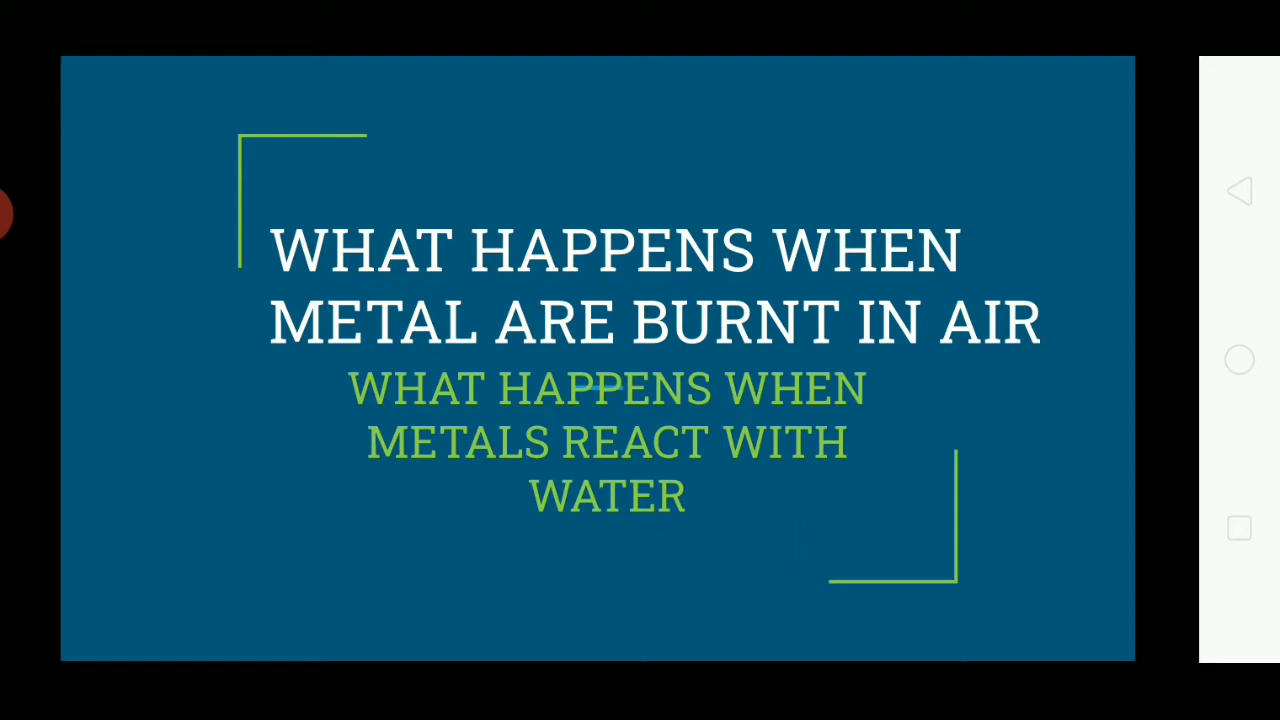 WHAT HAPPENS WHEN
METAL ARE BURNT IN AIR
WHAT HAPPENS WHEN
METALS REACT WITH
WATER